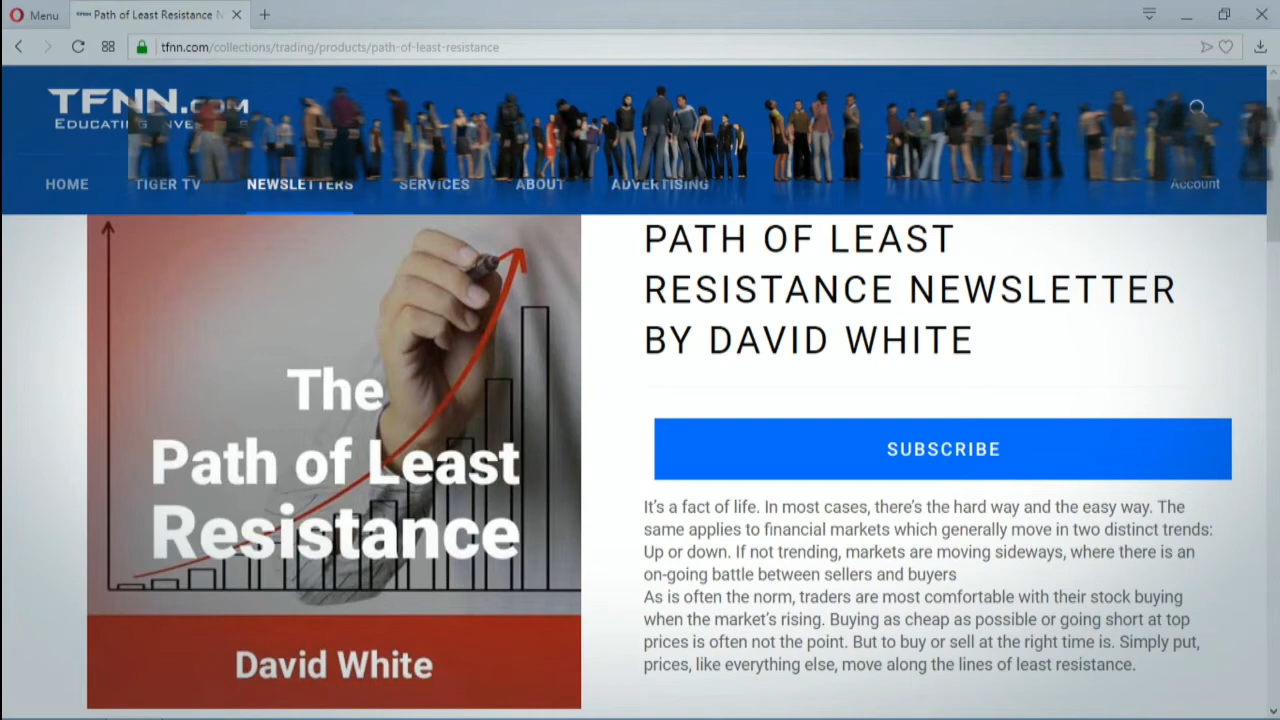 Menu
Path of Least Resistance N
tfnn.com/collections/trading/products/path-of-least-resistance
TFNN.COM
EDUCATING INVESTORS
HOME TIGER TV NEWSLETTERS SERVICES ABOUT ADVERTISING Account
The
Path of Least
Resistance
David White
PATH OF LEAST
RESISTANCE NEWSLETTER
BY DAVID WHITE
SUBSCRIBE
It's a fact of life. In most cases, there's the hard way and the easy way. The
same applies to financial markets which generally move in two distinct trends:
Up or down. If not trending, markets are moving sideways, where there is an
on-going battle between sellers and buyers
As is often the norm, traders are most comfortable with their stock buying
when the market's rising. Buying as cheap as possible or going short at top
prices is often not the point. But to buy or sell at the right time is. Simply put,
prices, like everything else, move along the lines of least resistance.